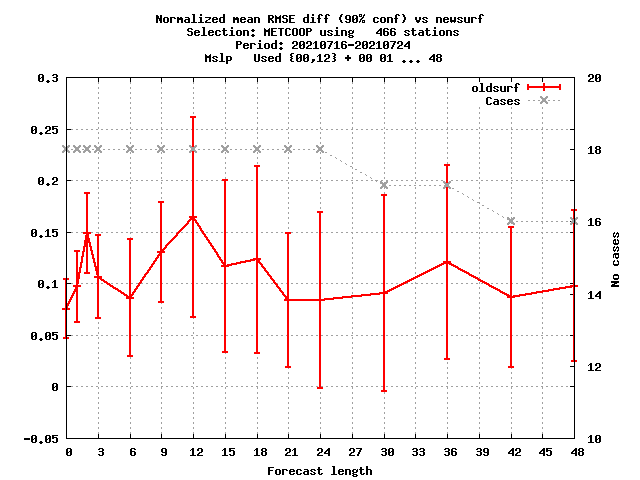 Normalized mean RMSE diff (90% conf) vs newsurf
Selection: METCOOP using   466 stations
Period: 20210716-20210724
Mslp   Used {00,12} + 00 01 ... 48
oldsurf
Cases
0.3
0.25
0.2
0.15
0.1
0.05
0
-0.05
20
18
16
14
12
10
No cases
0 3 6 9 12 15 18 21 24 27 30 33 36 39 42 45 48
Forecast length